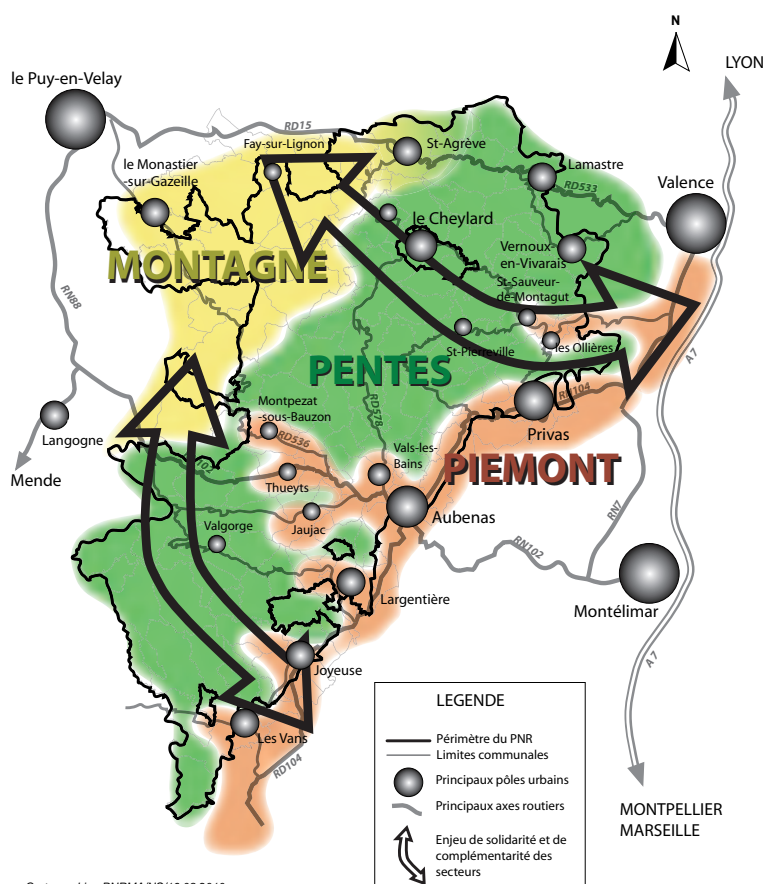 N
LYON
le Puy-en-Velay
RD15
Fay-sur-Lignon
St-Agrève
le Monastier
-sur-Gazeille
Lamastre
RD533
Valence
le Cheylard
Vernoux-
en-Vivarais
MONTAGNE
St-Sauveur-
de-Montagut
RN88
St-Pierreville
les Ollières
A 7
PENTES
RD104
Montpezat
-sous-Bauzon
RD578
Privas
Langogne
RD536
Vals-les-
Bains
PIEMONT
Mende
Thueyts
Aubenas
Jaujac
RN7
Valgorge
RN102
Largentière
Montélimar
A 7
Joyeuse
Les Vans
RD104
LEGENDE
Périmètre du PNR
Limites communales
Principaux pôles urbains
Principaux axes routiers
Enjeu de solidarité et de
complémentarité des
secteurs
MONTPELLIER
MARSEILLE